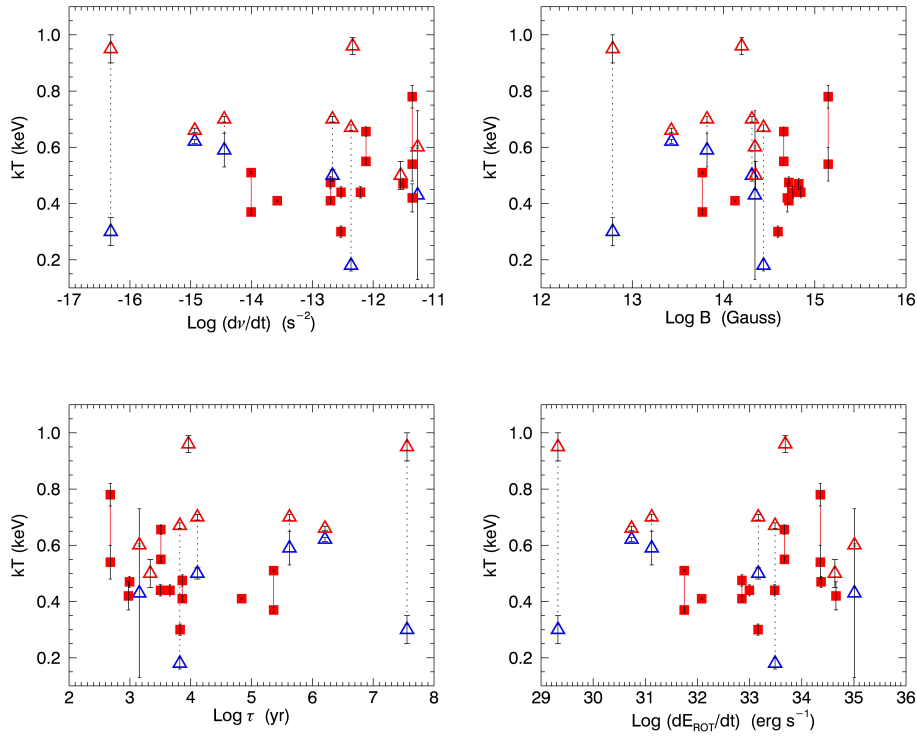 kT (keV)
1.0
0.8
0.6
0.4
0.2
-17 -16 -15 -14 -13 -12 -11
Log (dν/dt) (s⁻²)
kT (keV)
1.0
0.8
0.6
0.4
0.2
12 13 14 15 16
Log B (Gauss)
kT (keV)
1.0
0.8
0.6
0.4
0.2
2 3 4 5 6 7 8
Log τ (yr)
kT (keV)
1.0
0.8
0.6
0.4
0.2
29 30 31 32 33 34 35 36
Log (dE_ROT/dt) (erg s⁻¹)